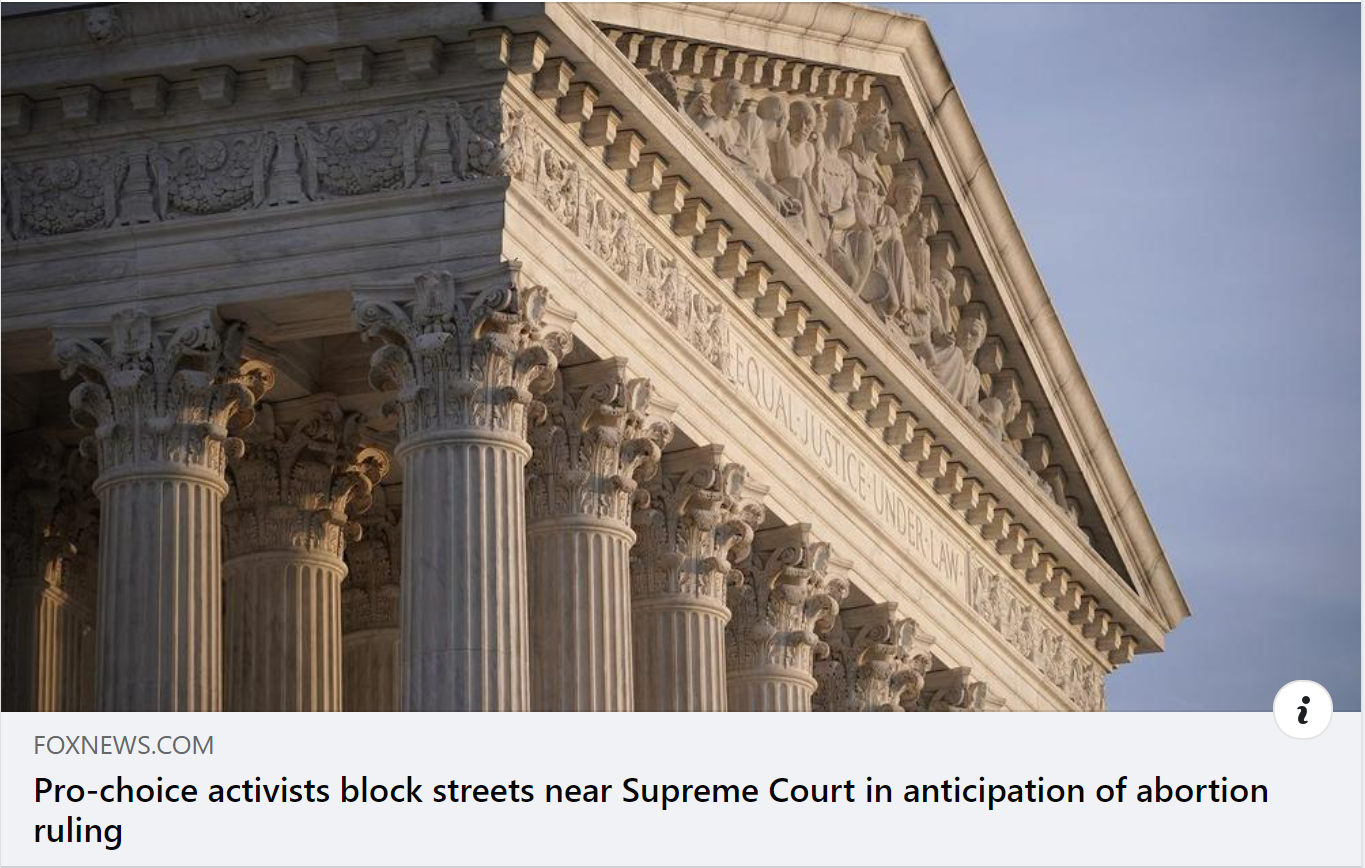 EQUAL·JUSTICE·UNDER·LAW
i
FOXNEWS.COM
Pro-choice activists block streets near Supreme Court in anticipation of abortion
ruling